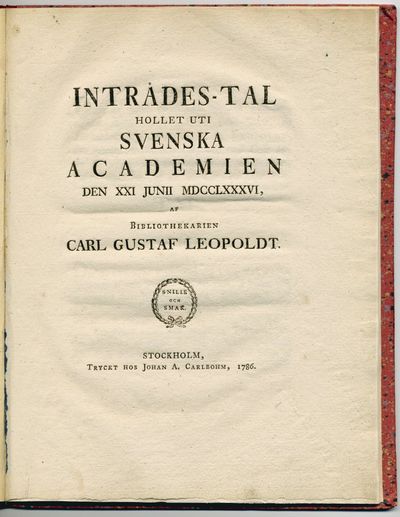 INTRÅDES-TAL
HOLLET UTI
SVENSKA
ACADEMIEN
DEN XXI JUNII MDCCLXXXVI,
AF
BIBLIOTHEKARIEN
CARL GUSTAF LEOPOLDT.
SNILLE
OCH
SMAK.
STOCKHOLM,
TRYCKT HOS JOHAN A. CARLBOHM, 1786.